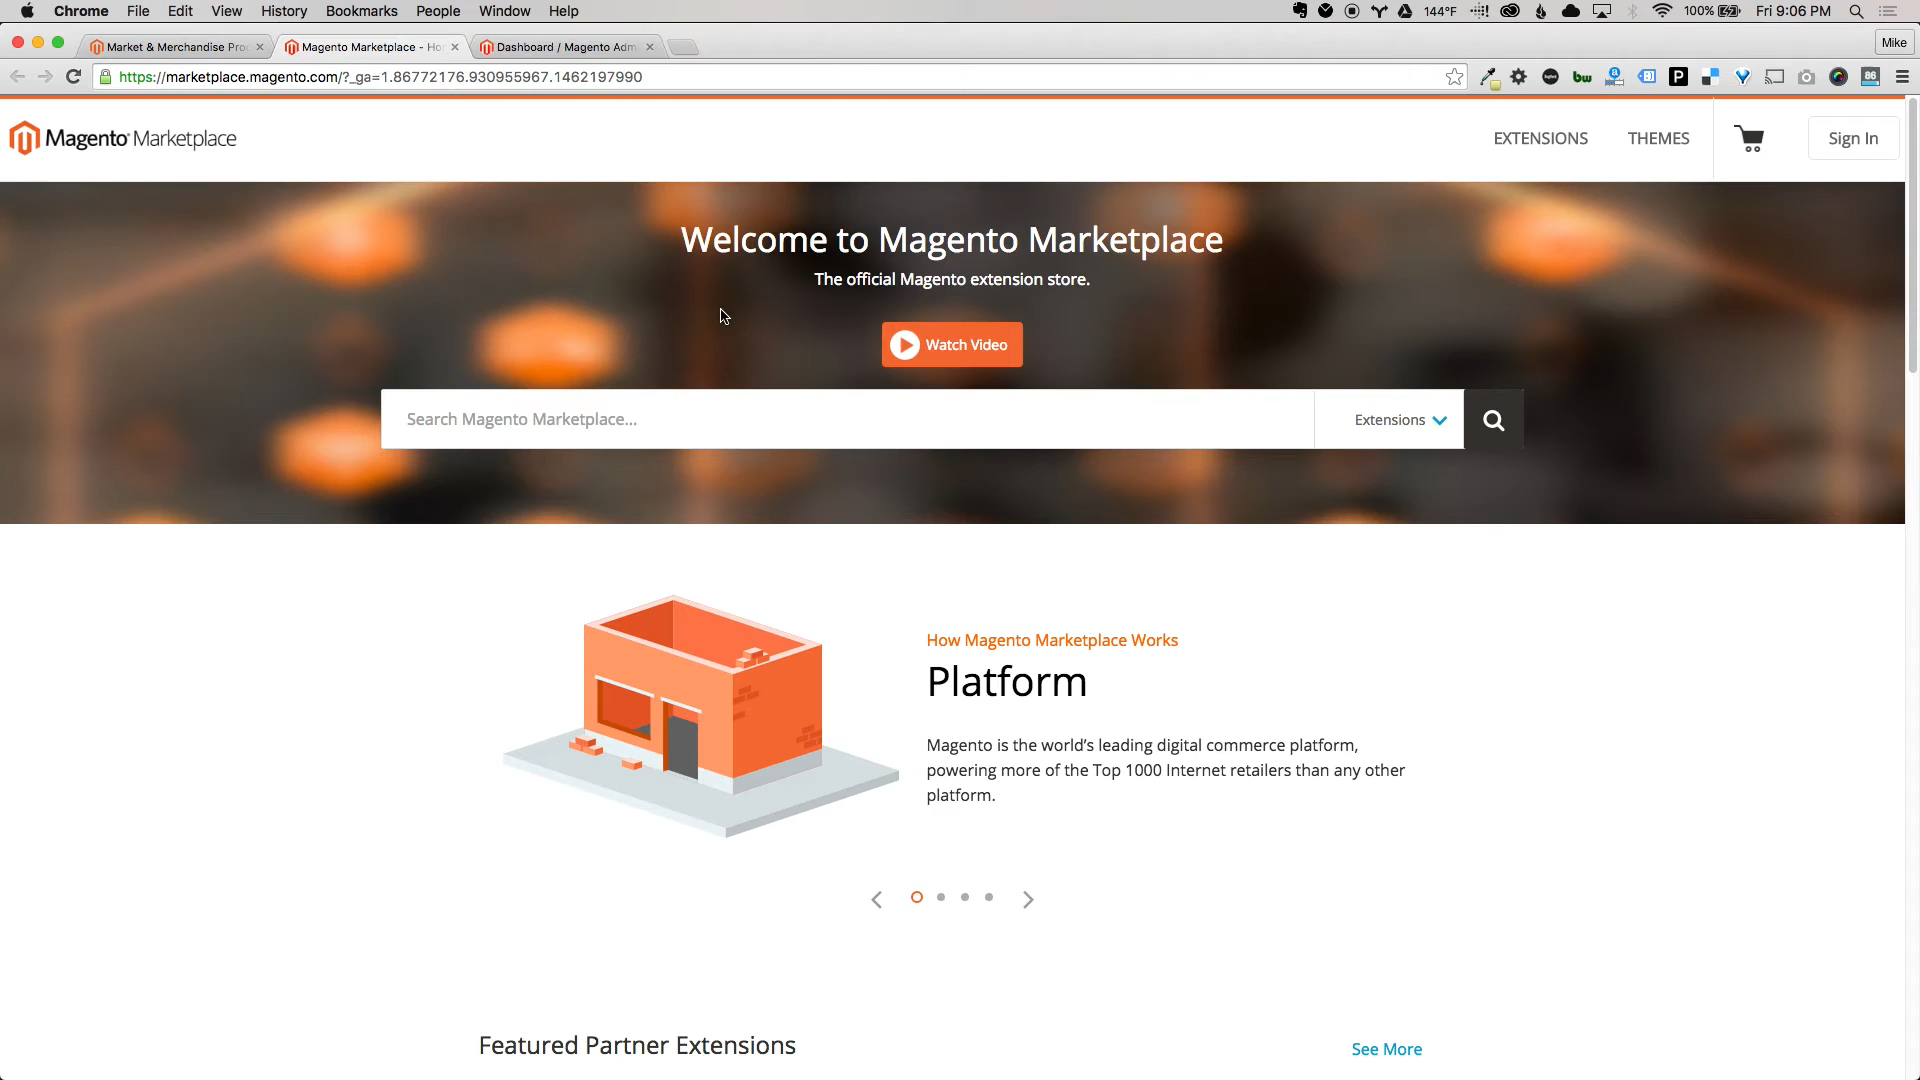 Chrome File Edit View History Bookmarks People Window Help 144°F 100% Fri 9:06 PM
Market & Merchandise Pro Magento Marketplace - Ho Dashboard / Magento Adm Mike
https://marketplace.magento.com/?_ga=1.86772176.930955967.1462197990 bw P 86
Magento Marketplace EXTENSIONS THEMES Sign In
Welcome to Magento Marketplace
The official Magento extension store.
Watch Video
Search Magento Marketplace... Extensions
How Magento Marketplace Works
Platform
Magento is the world's leading digital commerce platform,
powering more of the Top 1000 Internet retailers than any other
platform.
Featured Partner Extensions See More